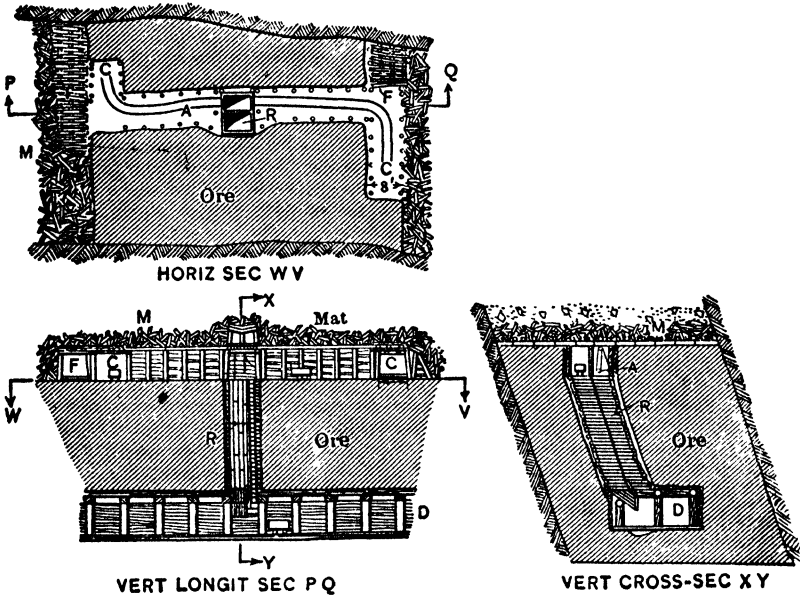 P
Q
C
F
A
R
M
C
8'
Ore
HORIZ SEC W V
X
M
Mat
F
C
C
W
V
R
Ore
D
Y
VERT LONGIT SEC P Q
M
A
R
Ore
D
VERT CROSS-SEC X Y